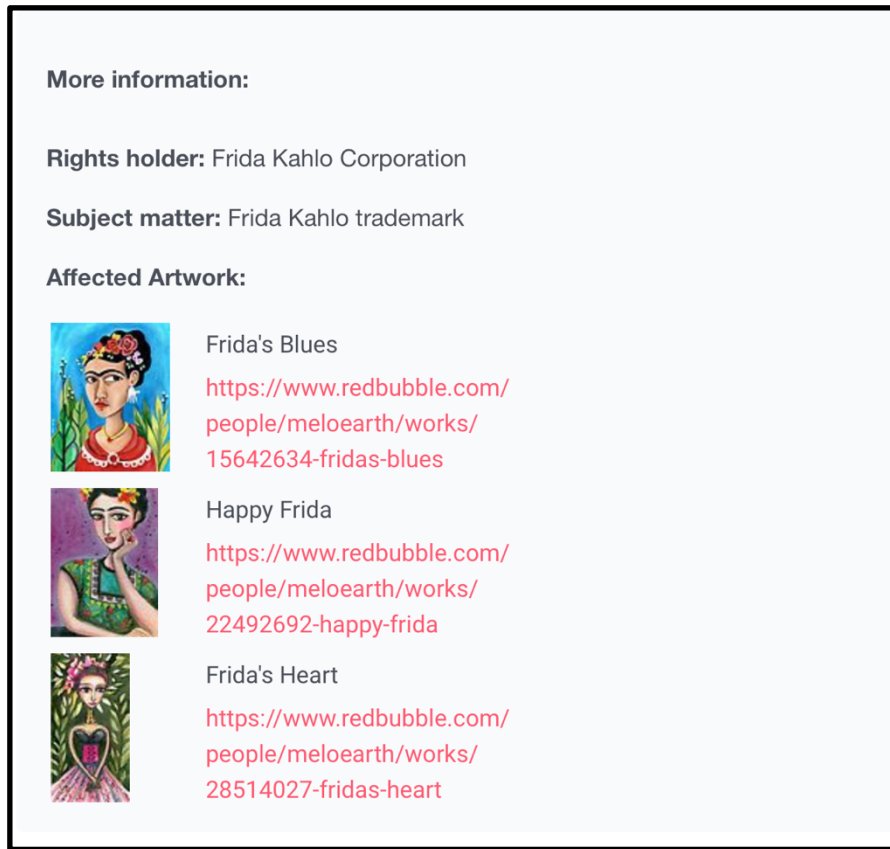 More information:
Rights holder: Frida Kahlo Corporation
Subject matter: Frida Kahlo trademark
Affected Artwork:
Frida's Blues
https://www.redbubble.com/
people/meloearth/works/
15642634-fridas-blues
Happy Frida
https://www.redbubble.com/
people/meloearth/works/
22492692-happy-frida
Frida's Heart
https://www.redbubble.com/
people/meloearth/works/
28514027-fridas-heart